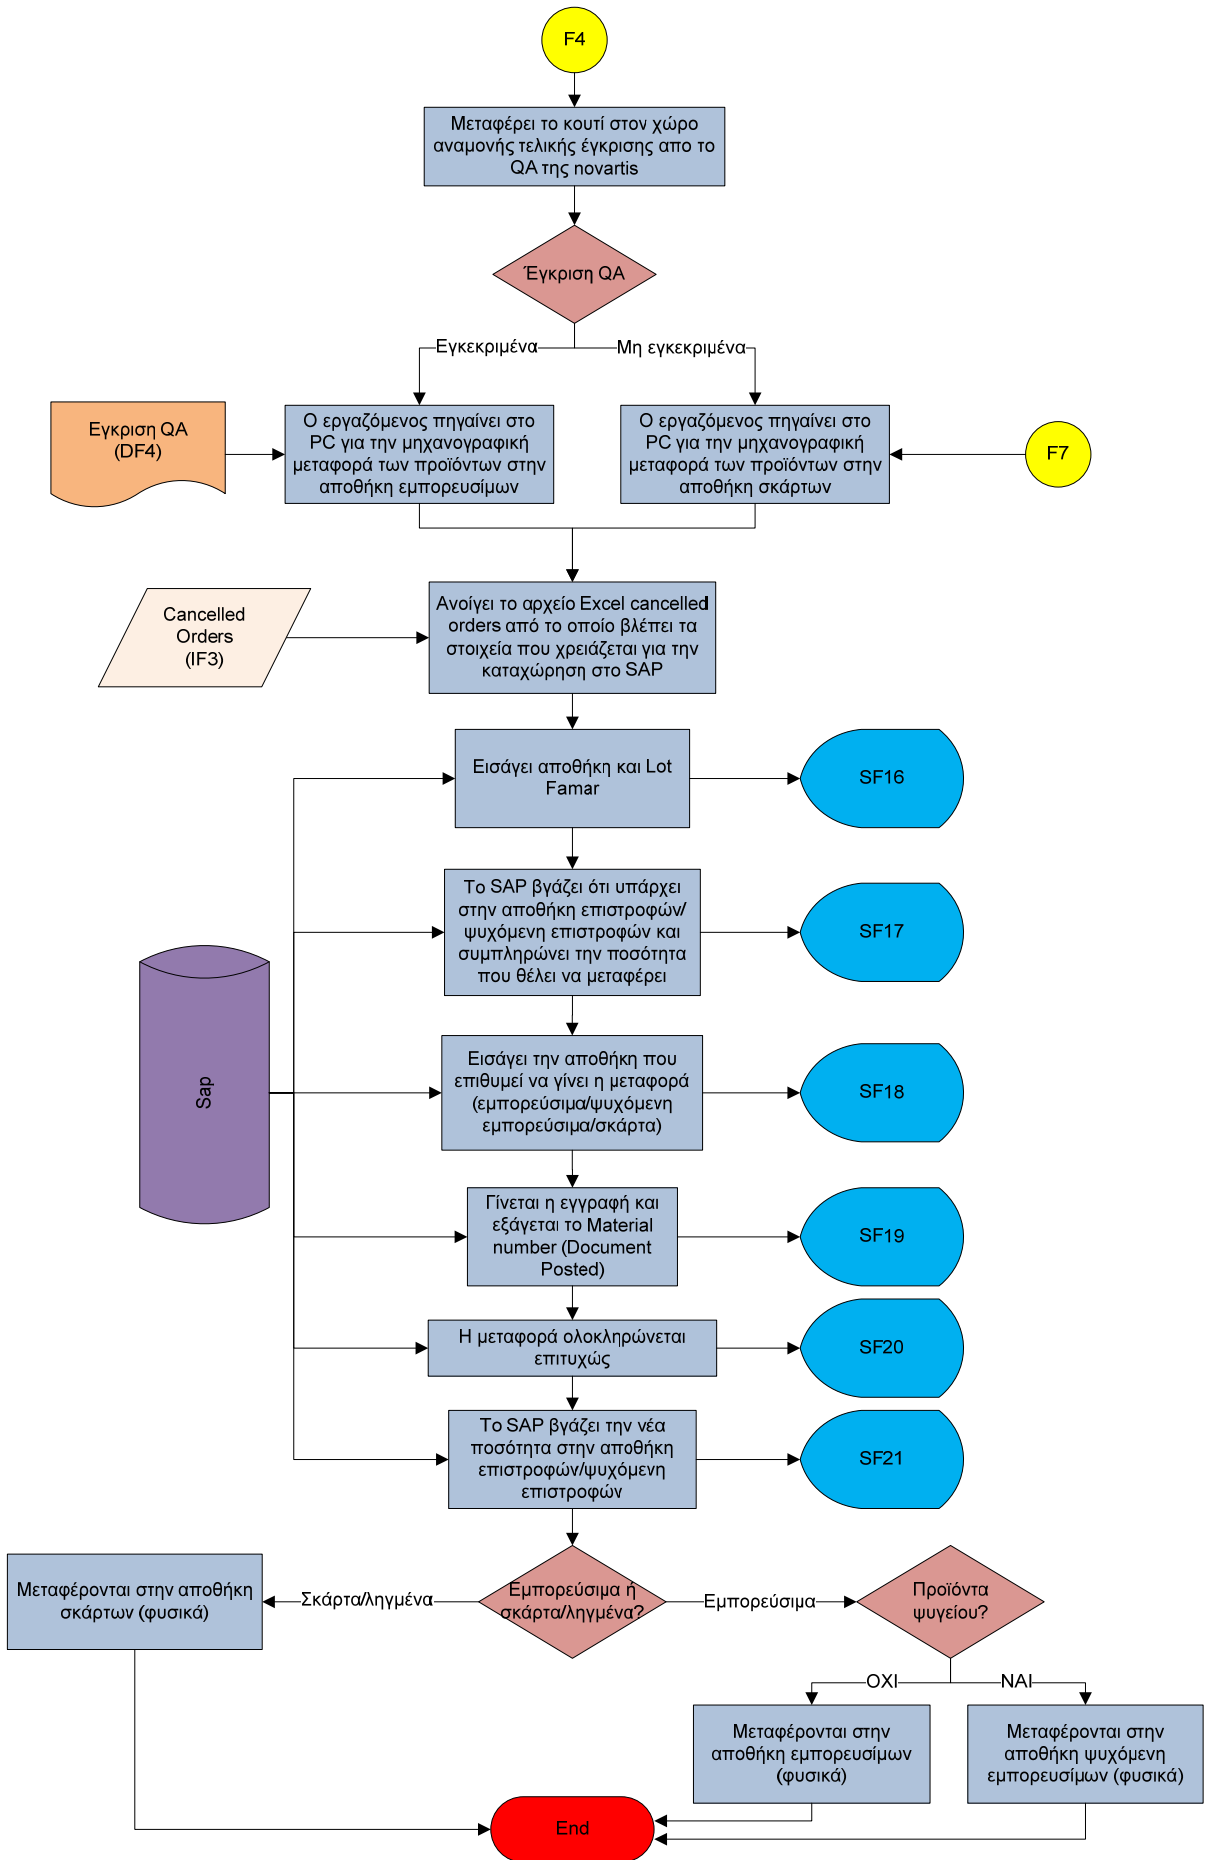 F4
Μεταφέρει το κουτί στον χώρο
αναμονής τελικής έγκρισης απο το
QA της novartis
Έγκριση QA
Εγκεκριμένα
Μη εγκεκριμένα
Εγκριση QA
(DF4)
Ο εργαζόμενος πηγαίνει στο
PC για την μηχανογραφική
μεταφορά των προϊόντων στην
αποθήκη εμπορευσίμων
Ο εργαζόμενος πηγαίνει στο
PC για την μηχανογραφική
μεταφορά των προϊόντων στην
αποθήκη σκάρτων
F7
Cancelled
Orders
(IF3)
Ανοίγει το αρχείο Excel cancelled
orders από το οποίο βλέπει τα
στοιχεία που χρειάζεται για την
καταχώρηση στο SAP
Εισάγει αποθήκη και Lot
Famar
SF16
Το SAP βγάζει ότι υπάρχει
στην αποθήκη επιστροφών/
ψυχόμενη επιστροφών και
συμπληρώνει την ποσότητα
που θέλει να μεταφέρει
SF17
Sap
Εισάγει την αποθήκη που
επιθυμεί να γίνει η μεταφορά
(εμπορεύσιμα/ψυχόμενη
εμπορεύσιμα/σκάρτα)
SF18
Γίνεται η εγγραφή και
εξάγεται το Material
number (Document
Posted)
SF19
Η μεταφορά ολοκληρώνεται
επιτυχώς
SF20
Το SAP βγάζει την νέα
ποσότητα στην αποθήκη
επιστροφών/ψυχόμενη
επιστροφών
SF21
Μεταφέρονται στην αποθήκη
σκάρτων (φυσικά)
Σκάρτα/ληγμένα
Εμπορεύσιμα ή
σκάρτα/ληγμένα?
Εμπορεύσιμα
Προϊόντα
ψυγείου?
ΟΧΙ
ΝΑΙ
Μεταφέρονται στην
αποθήκη εμπορευσίμων
(φυσικά)
Μεταφέρονται στην
αποθήκη ψυχόμενη
εμπορευσίμων (φυσικά)
End